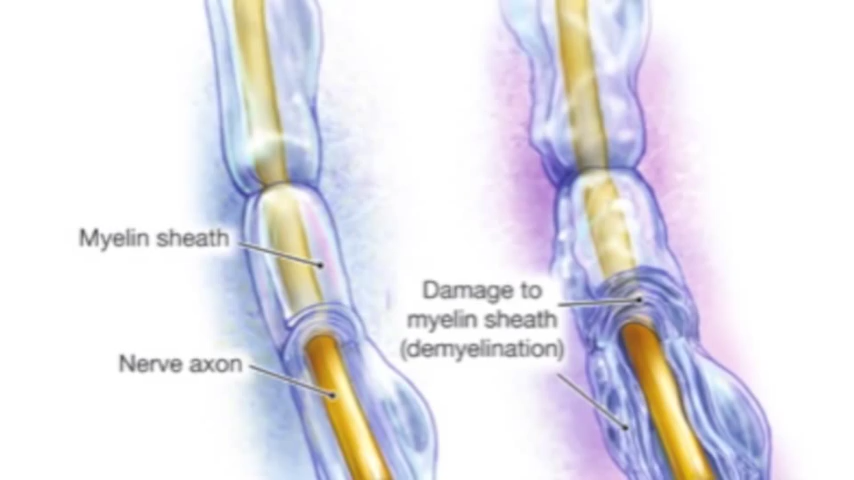 Myelin sheath
Nerve axon
Damage to
myelin sheath
(demyelination)